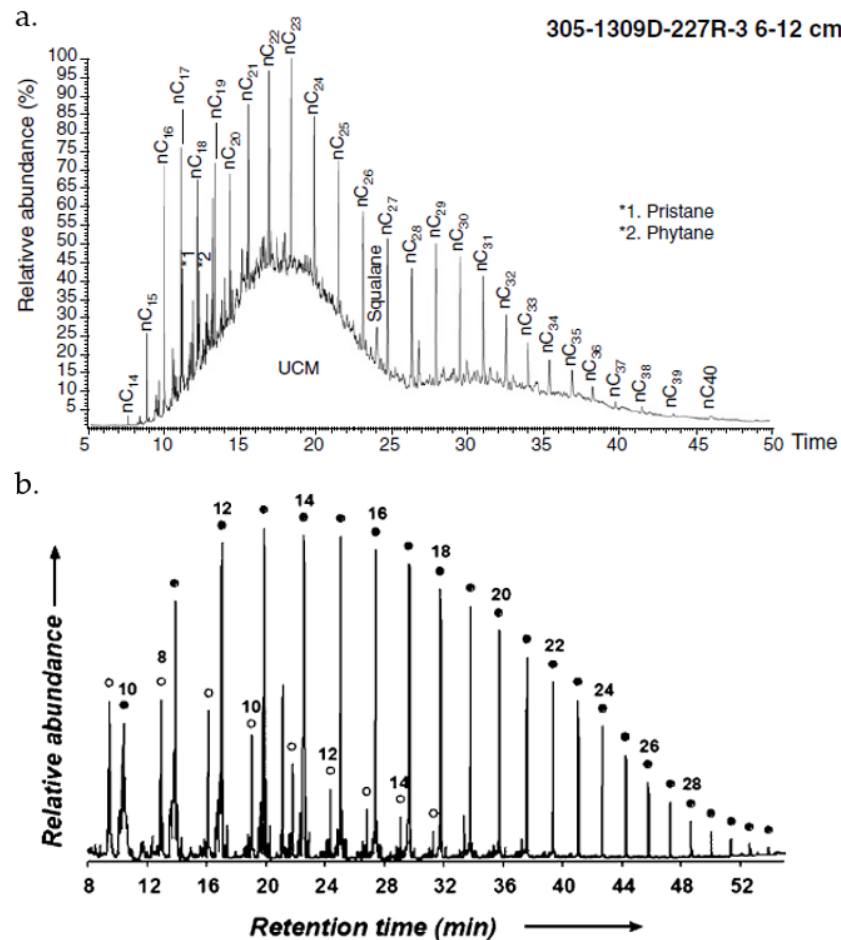 a.
305-1309D-227R-3 6-12 cm
Relativve abundance (%)
100
95
90
85
80
75
70
65
60
55
50
45
40
35
30
25
20
15
10
5
nC14
nC15
nC16
nC17
*1
nC18
*2
nC19
nC20
nC21
nC22
nC23
nC24
nC25
nC26
Squalane
nC27
nC28
nC29
nC30
nC31
nC32
nC33
nC34
nC35
nC36
nC37
nC38
nC39
nC40
*1. Pristane
*2. Phytane
UCM
5 10 15 20 25 30 35 40 45 50 Time
b.
Relative abundance
12 14 16 18 20 22 24 26 28
8 10 10 12 14
8 12 16 20 24 28 32 36 40 44 48 52
Retention time (min)